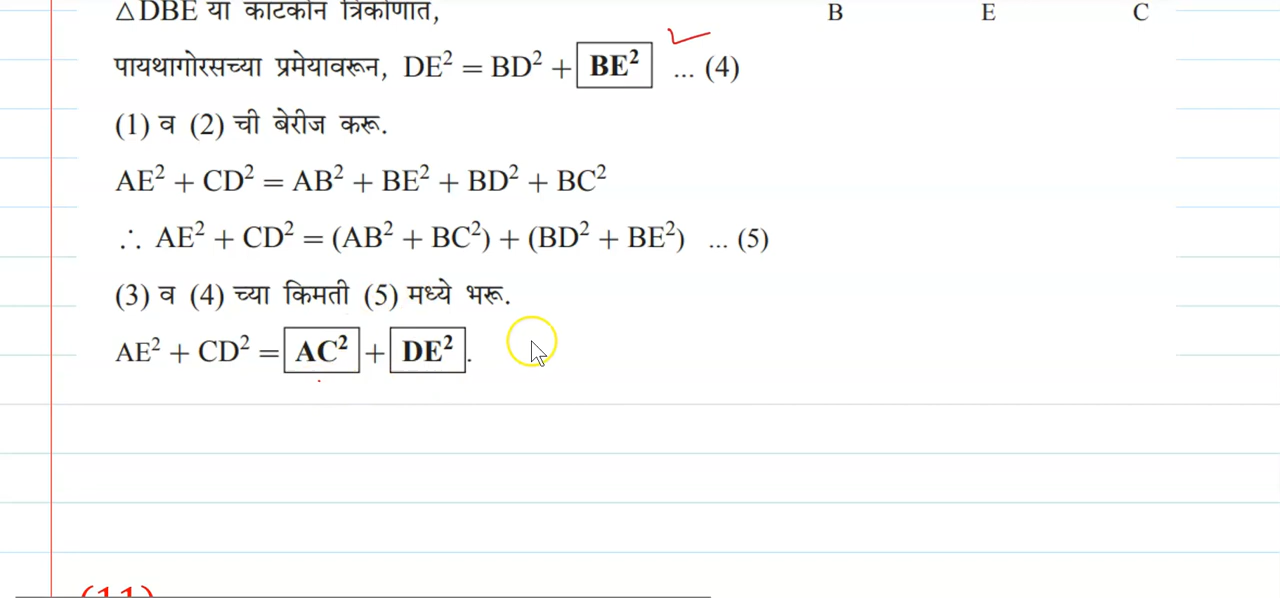 △DBE या काटकोन त्रिकोणात,
B E C
पायथागोरसच्या प्रमेयावरून, DE² = BD² + BE² ... (4)
(1) व (2) ची बेरीज करू.
AE² + CD² = AB² + BE² + BD² + BC²
∴ AE² + CD² = (AB² + BC²) + (BD² + BE²) ... (5)
(3) व (4) च्या किमती (5) मध्ये भरू.
AE² + CD² = AC² + DE².
(11)